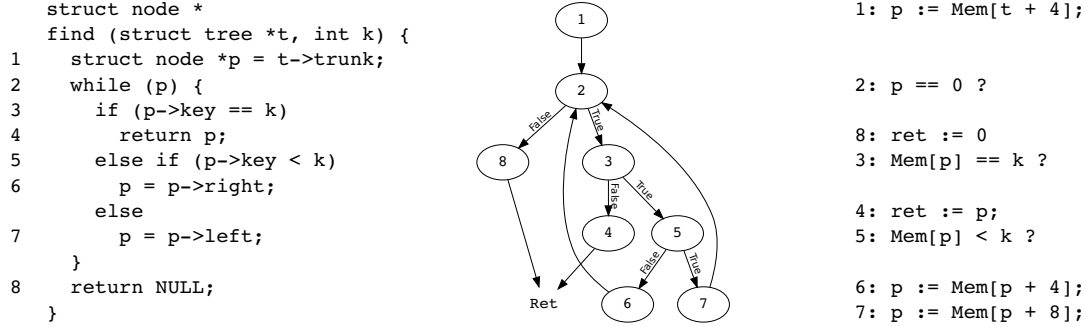 struct node *
find (struct tree *t, int k) {
1 struct node *p = t->trunk;
2 while (p) {
3 if (p->key == k)
4 return p;
5 else if (p->key < k)
6 p = p->right;
else
7 p = p->left;
}
8 return NULL;
}
1
2
False
True
8
3
False
True
4
5
False
True
Ret
6
7
1: p := Mem[t + 4];
2: p == 0 ?
8: ret := 0
3: Mem[p] == k ?
4: ret := p;
5: Mem[p] < k ?
6: p := Mem[p + 4];
7: p := Mem[p + 8];